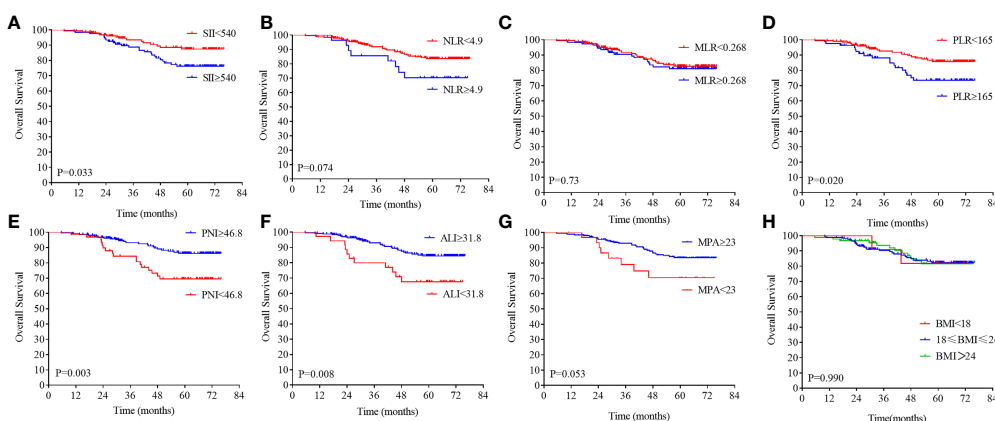 A
100
90
80
70
60
50
40
30
20
10
0
Overall Survival
SII<540
SII≥540
P=0.033
0 12 24 36 48 60 72 84
Time (months)
B
100
90
80
70
60
50
40
30
20
10
0
Overall Survival
NLR<4.9
NLR≥4.9
P=0.074
0 12 24 36 48 60 72 84
Time (months)
C
100
90
80
70
60
50
40
30
20
10
0
Overall Survival
MLR<0.268
MLR≥0.268
P=0.73
0 12 24 36 48 60 72 84
Time (months)
D
100
90
80
70
60
50
40
30
20
10
0
Overall Survival
PLR<165
PLR≥165
P=0.020
0 12 24 36 48 60 72 84
Time (months)
E
100
90
80
70
60
50
40
30
20
10
0
Overall Survival
PNI≥46.8
PNI<46.8
P=0.003
0 12 24 36 48 60 72 84
Time (months)
F
100
90
80
70
60
50
40
30
20
10
0
Overall Survival
ALI≥31.8
ALI<31.8
P=0.008
0 12 24 36 48 60 72 84
Time (months)
G
100
90
80
70
60
50
40
30
20
10
0
Overall Survival
MPA≥23
MPA<23
P=0.053
0 12 24 36 48 60 72 84
Time (months)
H
100
90
80
70
60
50
40
30
20
10
0
Overall Survival
BMI<18
18≤BMI≤24
BMI>24
P=0.990
0 12 24 36 48 60 72 84
Time(months)